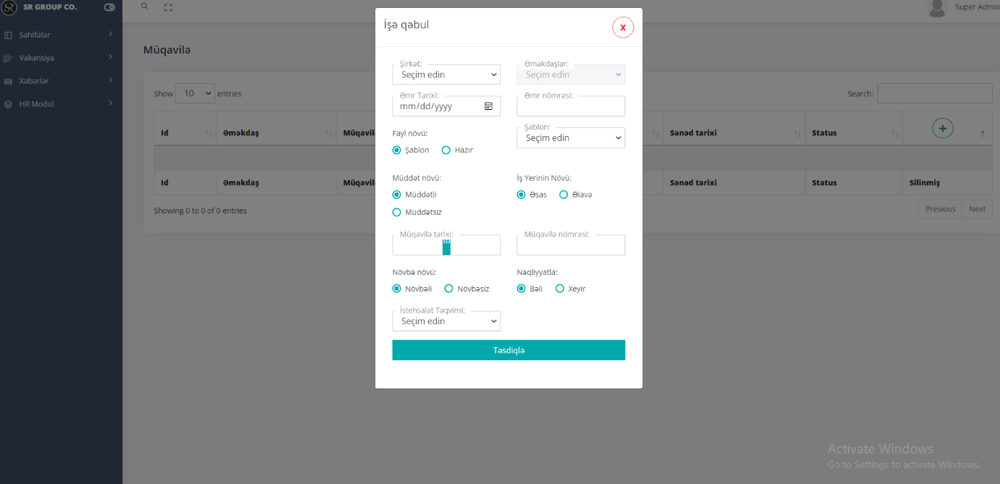 SR GROUP CO.
Super Admin
Səhifələr
Vakansiya
Xəbərlər
HR Modul
Müqavilə
Show 10 entries
Search:
Id
Əməkdaş
Sənəd tarixi
Status
Id
Əməkdaş
Sənəd tarixi
Status
Silinmiş
Showing 0 to 0 of 0 entries
Previous
Next
İşə qəbul
X
Şirkət:
Seçim edin
Əməkdaşlar:
Seçim edin
Əmr Tarixi:
mm/dd/yyyy
Əmr nömrəsi:
Fayl növü:
Şablon
Hazır
Şablon:
Seçim edin
Müddət növü:
Müddətli
Müddətsiz
İş Yerinin Növü:
Əsas
Əlavə
Müqavilə tarixi:
to
Müqavilə nömrəsi:
Növbə növü:
Növbəli
Növbəsiz
Nəqliyyatla:
Bəli
Xeyir
İstehsalat Təqvimi:
Seçim edin
Təsdiqlə
Activate Windows
Go to Settings to activate Windows.